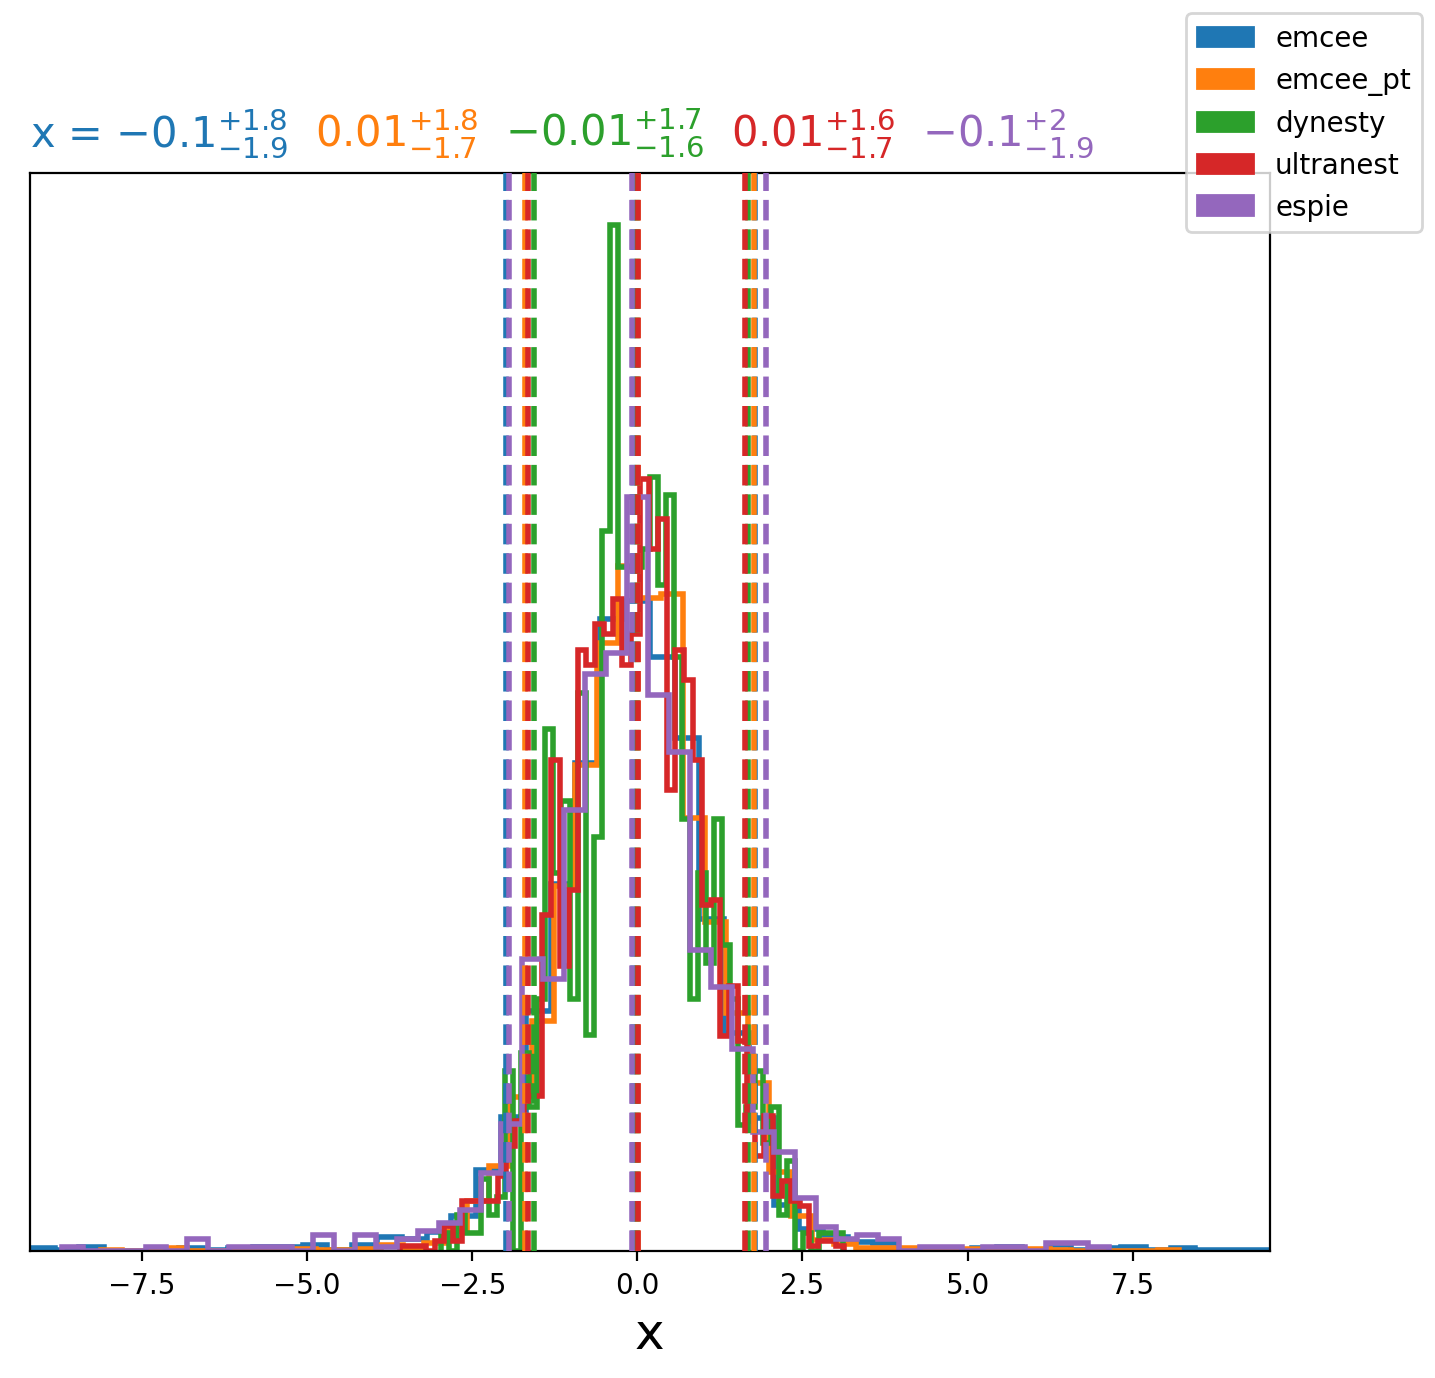 emcee
emcee_pt
dynesty
ultranest
espie
x = −0.1 +1.8 −1.9 0.01 +1.8 −1.7 −0.01 +1.7 −1.6 0.01 +1.6 −1.7 −0.1 +2 −1.9
−7.5 −5.0 −2.5 0.0 2.5 5.0 7.5
x